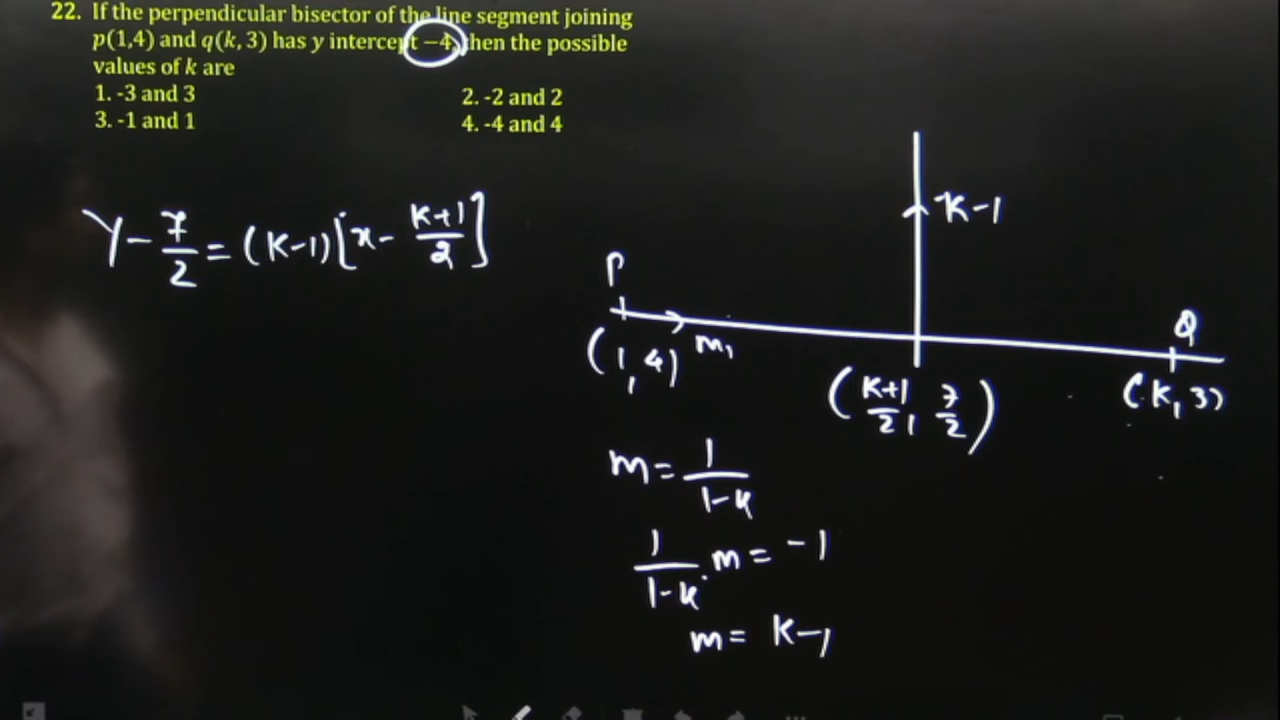 22. If the perpendicular bisector of the line segment joining
p(1,4) and q(k, 3) has y intercept −4, then the possible
values of k are
1. -3 and 3
2. -2 and 2
3. -1 and 1
4. -4 and 4
Y - 7/2 = (K-1)[x - K+1/2]
K-1
P
Q
(1, 4)
m₁
(K+1/2, 7/2)
(K, 3)
m = 1/1-K
1/1-K . m = -1
m = K-1